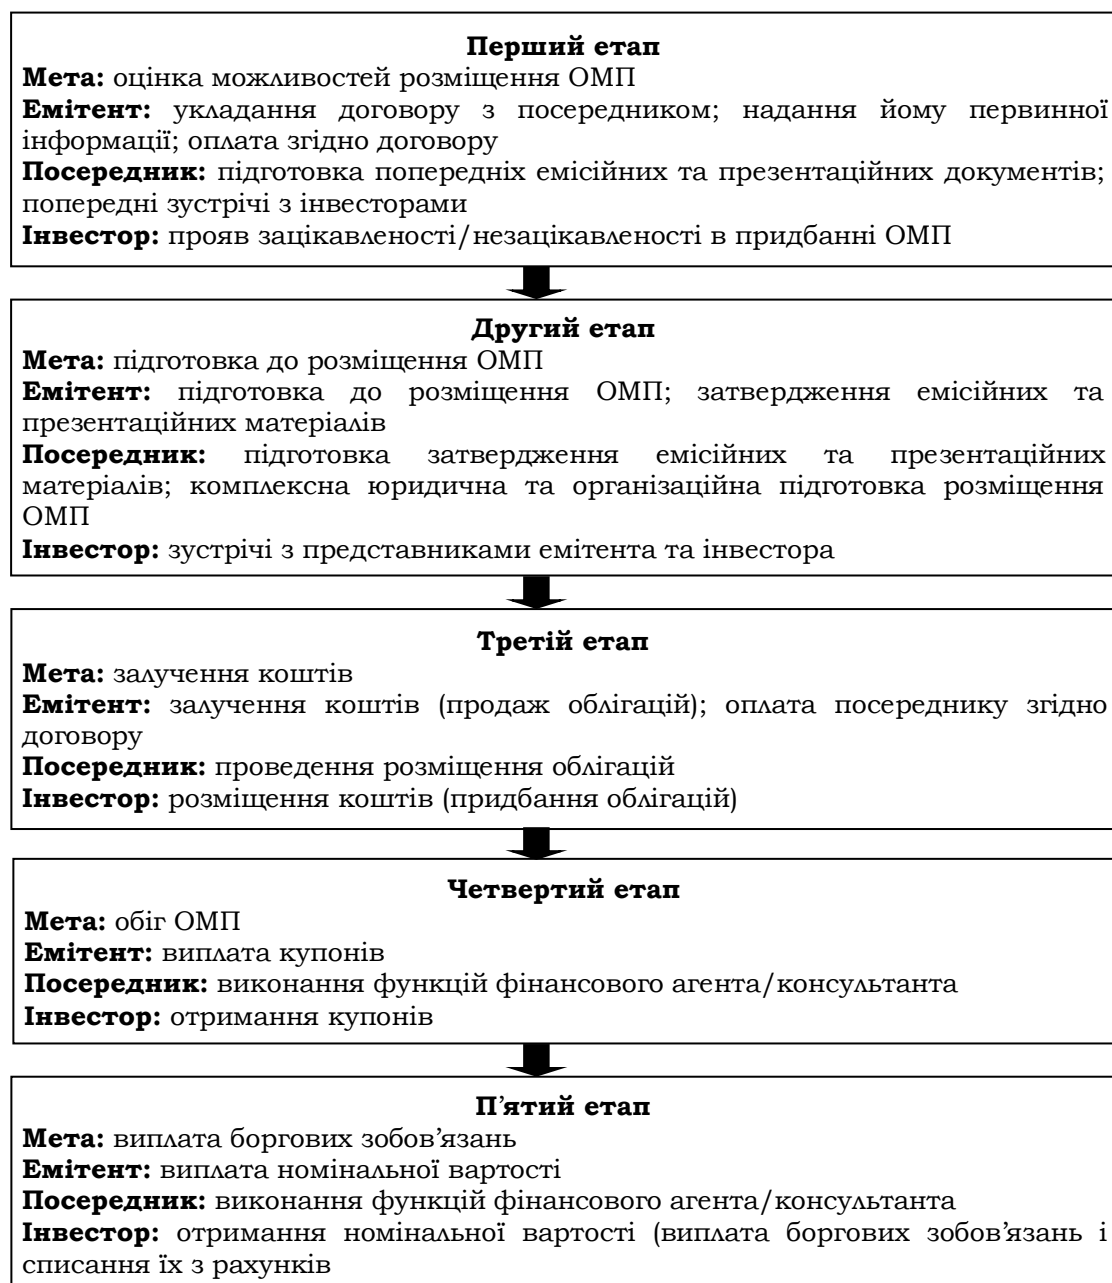 Перший етап
Мета: оцінка можливостей розміщення ОМП
Емітент: укладання договору з посередником; надання йому первинної
інформації; оплата згідно договору
Посередник: підготовка попередніх емісійних та презентаційних документів;
попередні зустрічі з інвесторами
Інвестор: прояв зацікавленості/незацікавленості в придбанні ОМП
Другий етап
Мета: підготовка до розміщення ОМП
Емітент: підготовка до розміщення ОМП; затвердження емісійних та
презентаційних матеріалів
Посередник: підготовка затвердження емісійних та презентаційних
матеріалів; комплексна юридична та організаційна підготовка розміщення
ОМП
Інвестор: зустрічі з представниками емітента та інвестора
Третій етап
Мета: залучення коштів
Емітент: залучення коштів (продаж облігацій); оплата посереднику згідно
договору
Посередник: проведення розміщення облігацій
Інвестор: розміщення коштів (придбання облігацій)
Четвертий етап
Мета: обіг ОМП
Емітент: виплата купонів
Посередник: виконання функцій фінансового агента/консультанта
Інвестор: отримання купонів
П'ятий етап
Мета: виплата боргових зобов’язань
Емітент: виплата номінальної вартості
Посередник: виконання функцій фінансового агента/консультанта
Інвестор: отримання номінальної вартості (виплата боргових зобов’язань і
списання їх з рахунків